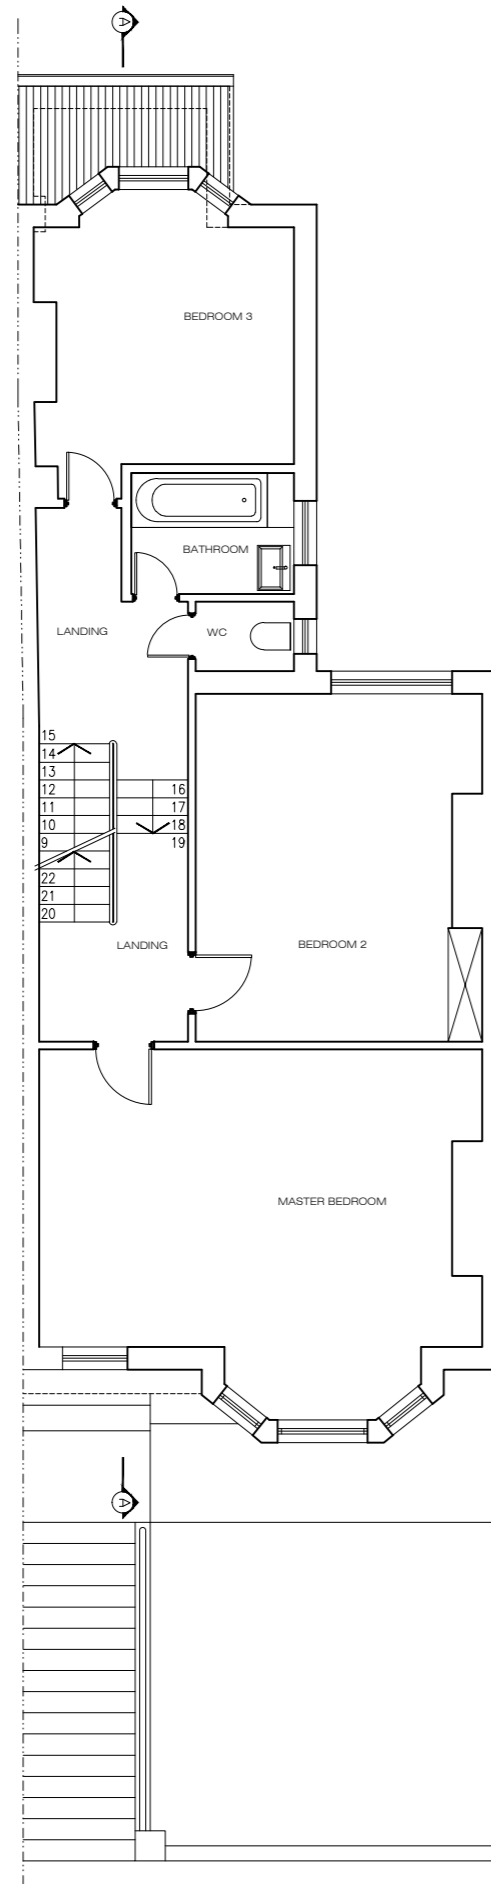 A
BEDROOM 3
BATHROOM
LANDING
WC
15
14
13
12
11
10
9
22
21
20
16
17
18
19
LANDING
BEDROOM 2
MASTER BEDROOM
A